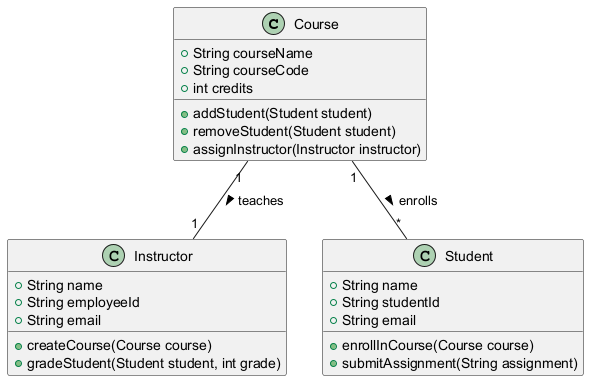 C Course
String courseName
String courseCode
int credits
addStudent(Student student)
removeStudent(Student student)
assignInstructor(Instructor instructor)
1 1
teaches enrolls
1 *
C Instructor
String name
String employeeId
String email
createCourse(Course course)
gradeStudent(Student student, int grade)
C Student
String name
String studentId
String email
enrollInCourse(Course course)
submitAssignment(String assignment)